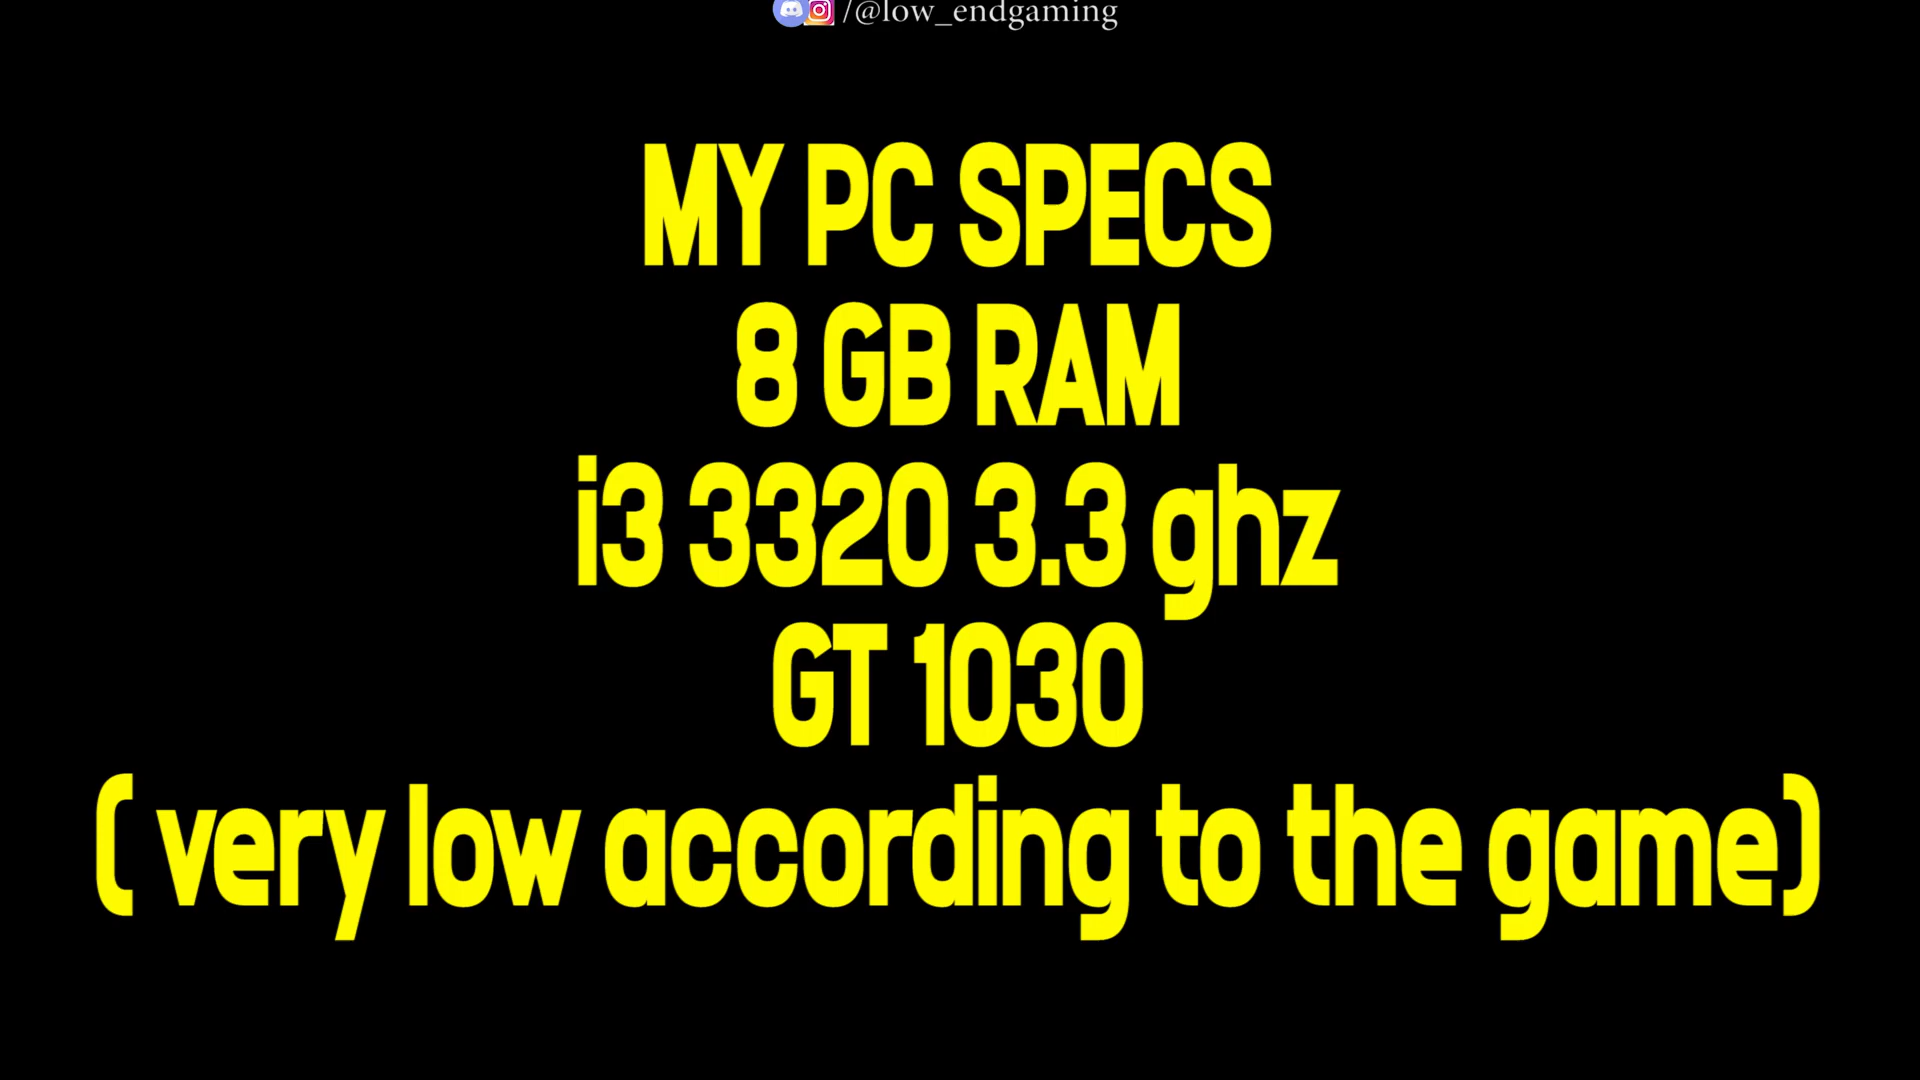 /@low_endgaming
MY PC SPECS
8 GB RAM
i3 3320 3.3 ghz
GT 1030
( very low according to the game)